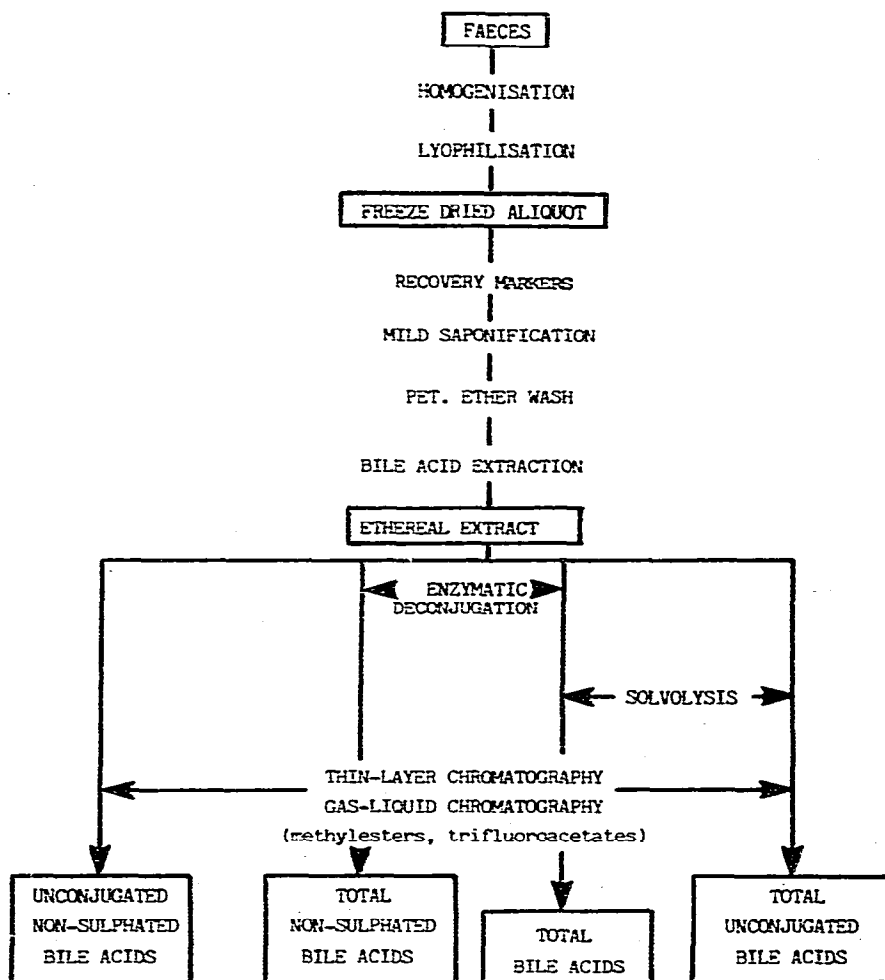 FAECES
HOMOGENISATION
LYOPHILISATION
FREEZE DRIED ALIQUOT
RECOVERY MARKERS
MILD SAPONIFICATION
PET. ETHER WASH
BILE ACID EXTRACTION
ETHEREAL EXTRACT
ENZYMATIC
DECONJUGATION
SOLVOLYSIS
THIN-LAYER CHROMATOGRAPHY
GAS-LIQUID CHROMATOGRAPHY
(methylesters, trifluoroacetates)
UNCONJUGATED
NON-SULPHATED
BILE ACIDS
TOTAL
NON-SULPHATED
BILE ACIDS
TOTAL
BILE ACIDS
TOTAL
UNCONJUGATED
BILE ACIDS